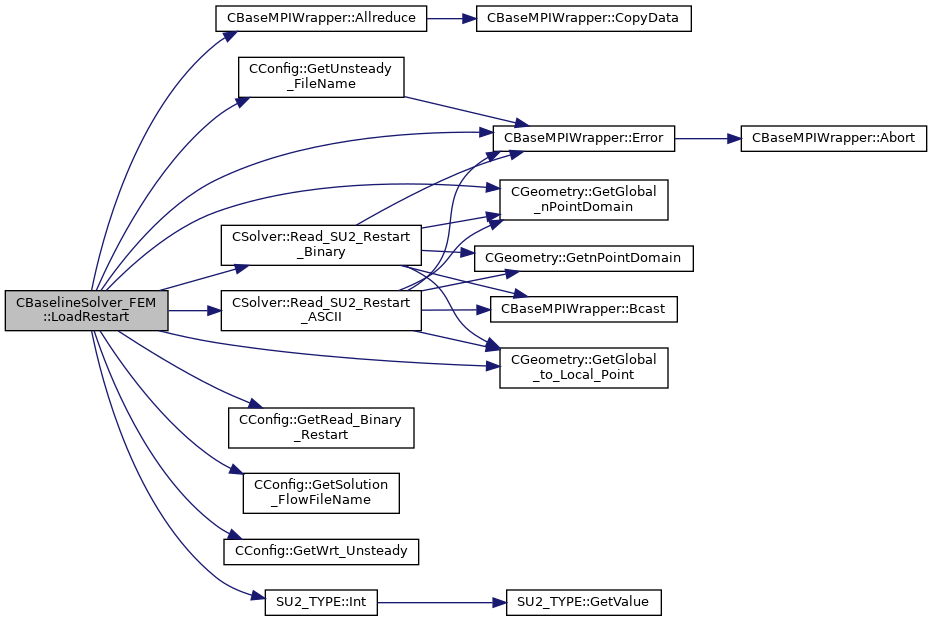 CBaselineSolver_FEM
::LoadRestart
CBaseMPIWrapper::Allreduce
CBaseMPIWrapper::CopyData
CConfig::GetUnsteady
_FileName
CBaseMPIWrapper::Error
CBaseMPIWrapper::Abort
CGeometry::GetGlobal
_nPointDomain
CSolver::Read_SU2_Restart
_Binary
CGeometry::GetnPointDomain
CSolver::Read_SU2_Restart
_ASCII
CBaseMPIWrapper::Bcast
CGeometry::GetGlobal
_to_Local_Point
CConfig::GetRead_Binary
_Restart
CConfig::GetSolution
_FlowFileName
CConfig::GetWrt_Unsteady
SU2_TYPE::Int
SU2_TYPE::GetValue